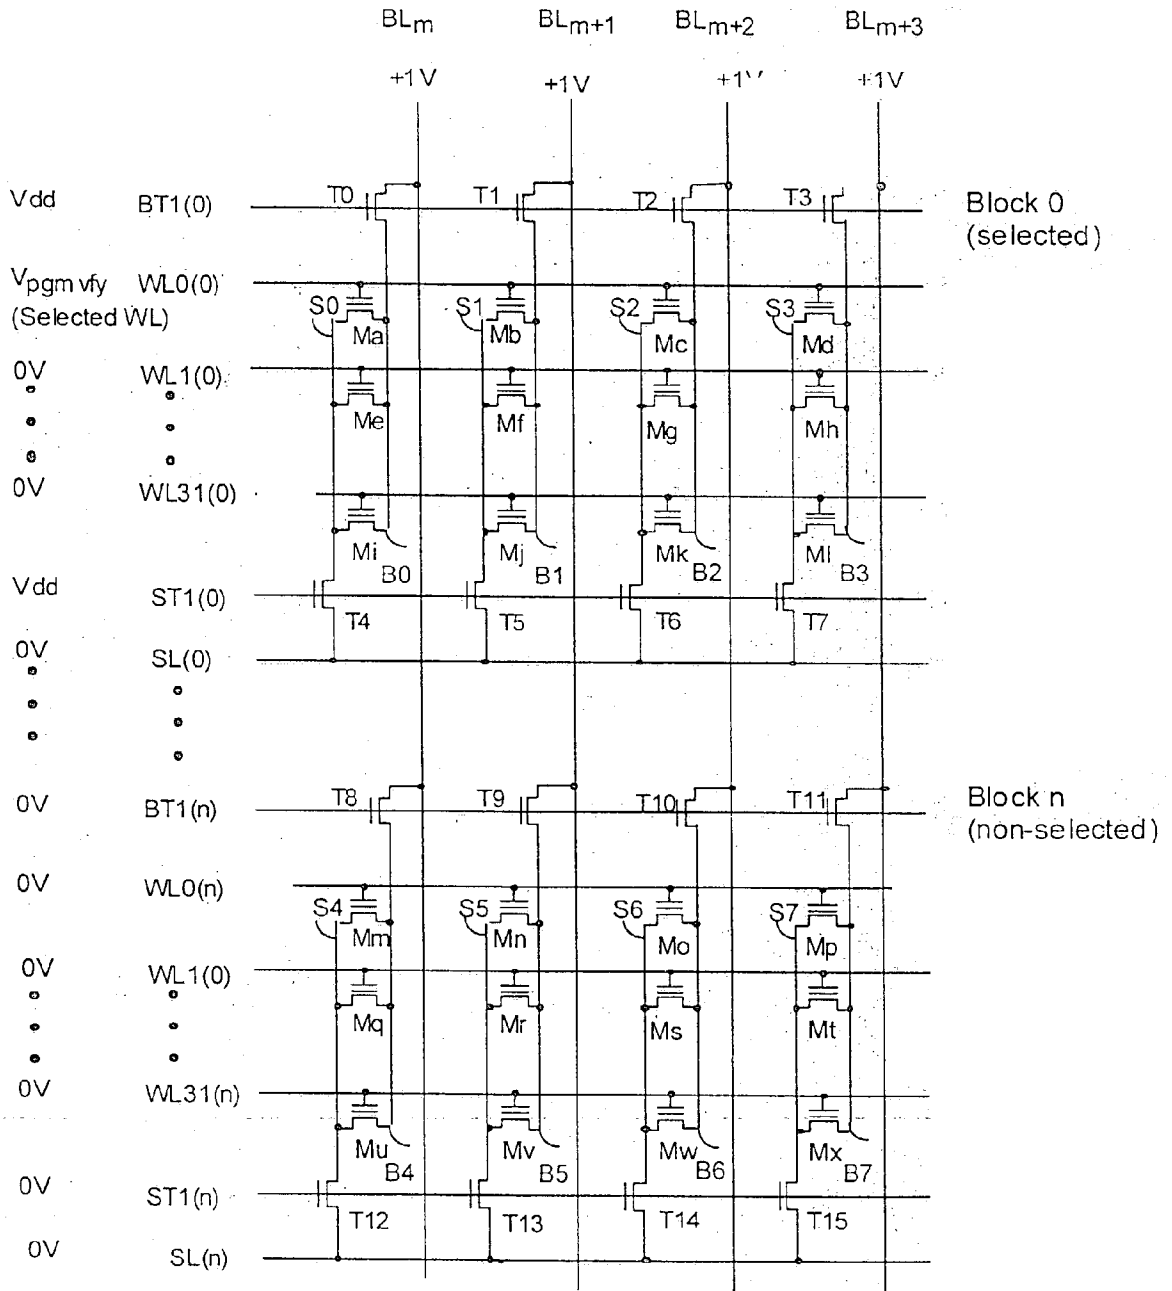 BLm BLm+1 BLm+2 BLm+3
+1V +1V +1V +1V
Vdd BT1(0) T0 T1 T2 T3 Block 0
(selected)
Vpgmvfy WL0(0)
(Selected WL) S0 S1 S2 S3
Ma Mb Mc Md
0V WL1(0)
Me Mf Mg Mh
0V WL31(0)
Mi Mj Mk Ml
B0 B1 B2 B3
Vdd ST1(0)
T4 T5 T6 T7
0V SL(0)
0V BT1(n) T8 T9 T10 T11 Block n
(non-selected)
0V WL0(n)
S4 S5 S6 S7
Mm Mn Mo Mp
0V WL1(0)
Mq Mr Ms Mt
0V WL31(n)
Mu Mv Mw Mx
B4 B5 B6 B7
0V ST1(n)
T12 T13 T14 T15
0V SL(n)